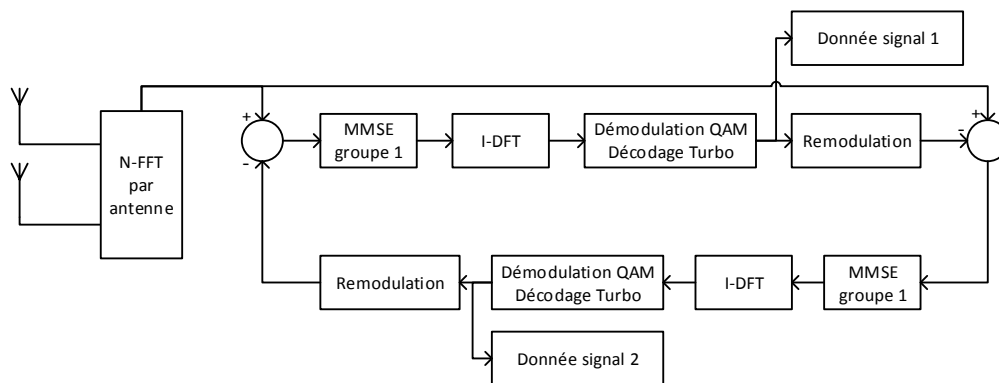 Donnée signal 1
+
+
N-FFT
par
antenne
MMSE
groupe 1
I-DFT
Démodulation QAM
Décodage Turbo
Remodulation
-
-
Remodulation
Démodulation QAM
Décodage Turbo
I-DFT
MMSE
groupe 1
Donnée signal 2